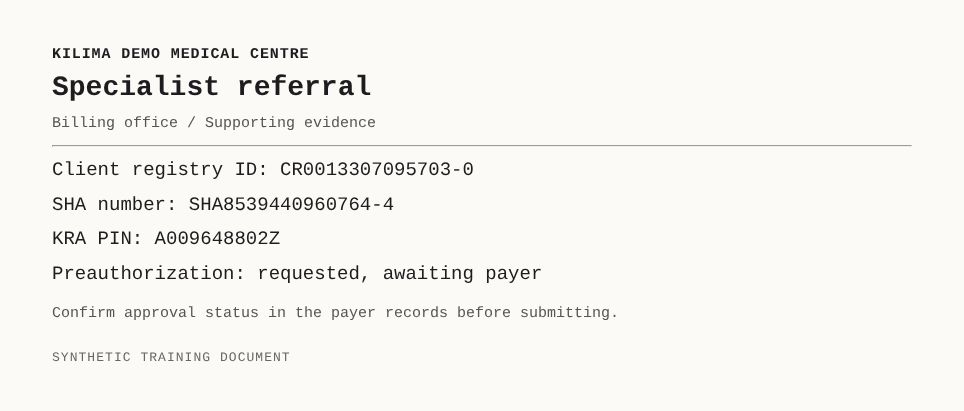 KILIMA DEMO MEDICAL CENTRE
Specialist referral
Billing office / Supporting evidence
Client registry ID: CR0013307095703-0
SHA number: SHA8539440960764-4
KRA PIN: A009648802Z
Preauthorization: requested, awaiting payer
Confirm approval status in the payer records before submitting.
SYNTHETIC TRAINING DOCUMENT